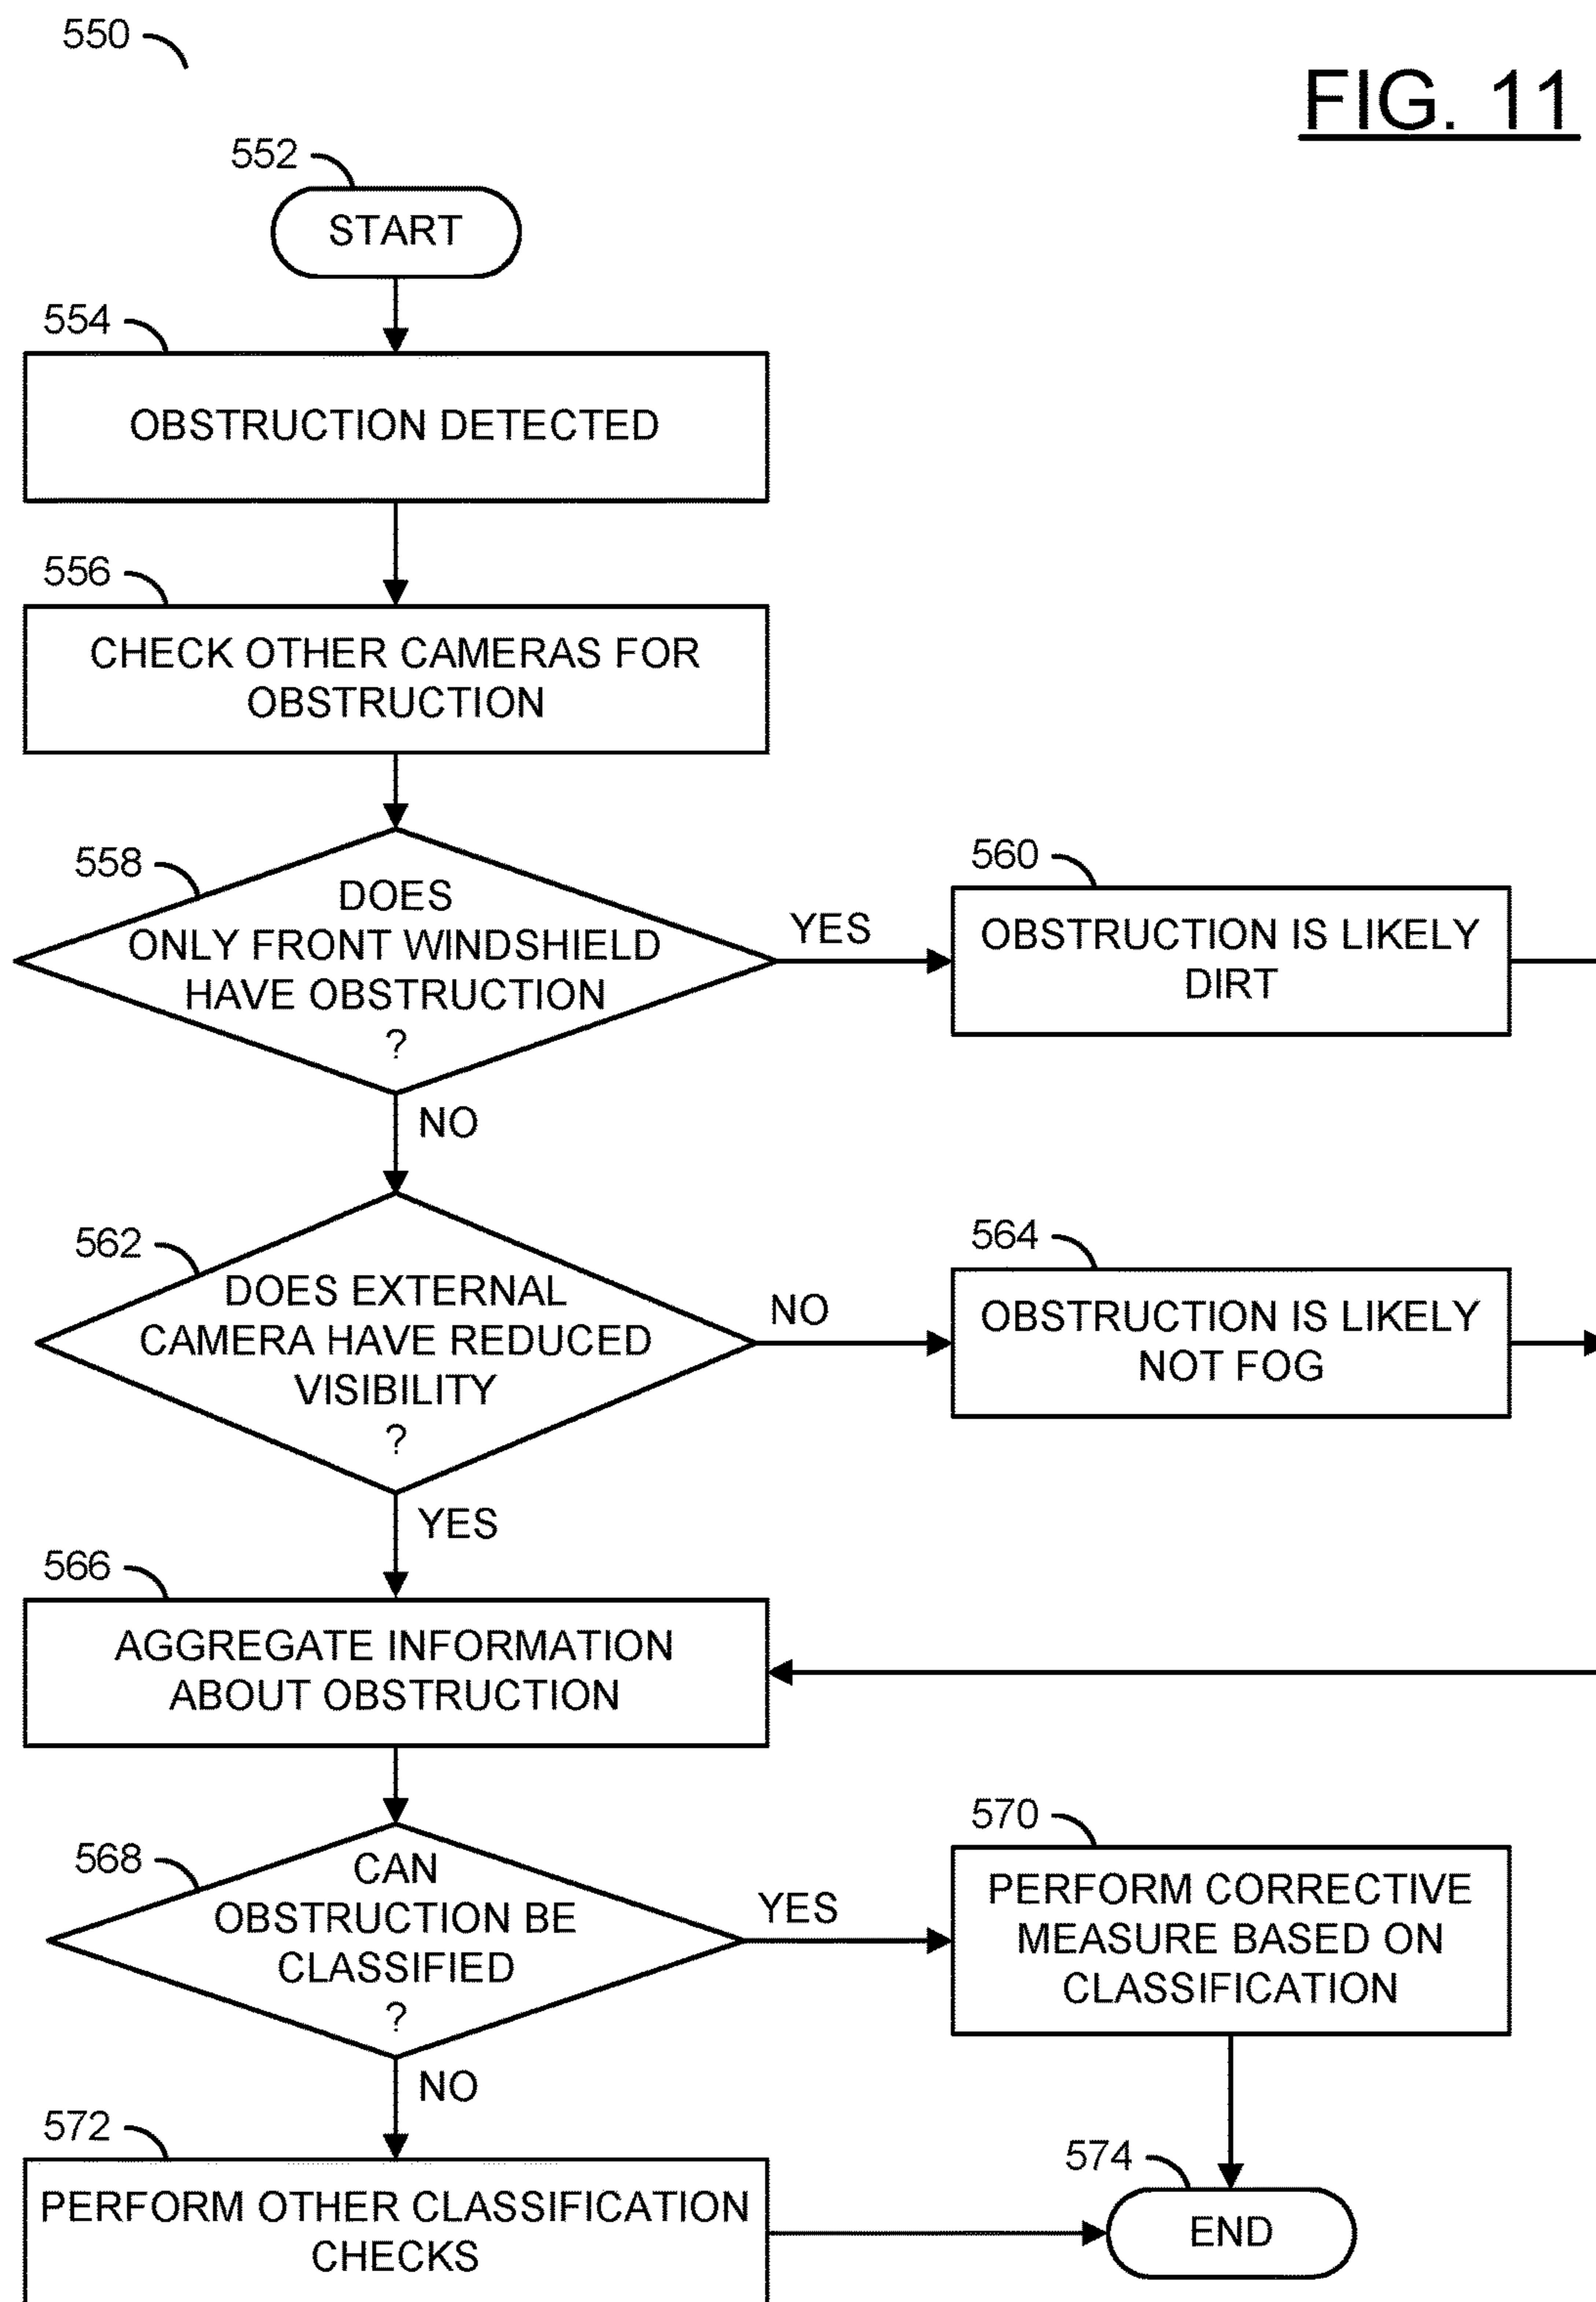 550
FIG. 11
552
START
554
OBSTRUCTION DETECTED
556
CHECK OTHER CAMERAS FOR
OBSTRUCTION
558
DOES
ONLY FRONT WINDSHIELD
HAVE OBSTRUCTION
?
YES
560
OBSTRUCTION IS LIKELY
DIRT
NO
562
DOES EXTERNAL
CAMERA HAVE REDUCED
VISIBILITY
?
NO
564
OBSTRUCTION IS LIKELY
NOT FOG
YES
566
AGGREGATE INFORMATION
ABOUT OBSTRUCTION
568
CAN
OBSTRUCTION BE
CLASSIFIED
?
YES
570
PERFORM CORRECTIVE
MEASURE BASED ON
CLASSIFICATION
NO
572
PERFORM OTHER CLASSIFICATION
CHECKS
574
END